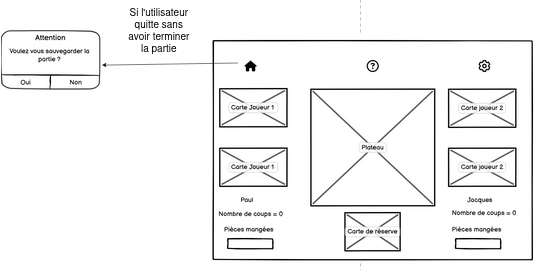 Si l'utilisateur
quitte sans
avoir terminer
la partie
Attention
Voulez vous sauvegarder la
partie ?
Oui
Non
?
Carte Joueur 1
Carte joueur 2
Plateau
Carte Joueur 1
Carte joueur 2
Paul
Jacques
Nombre de coups = 0
Nombre de coups = 0
Pièces mangées
Carte de réserve
Pièces mangées